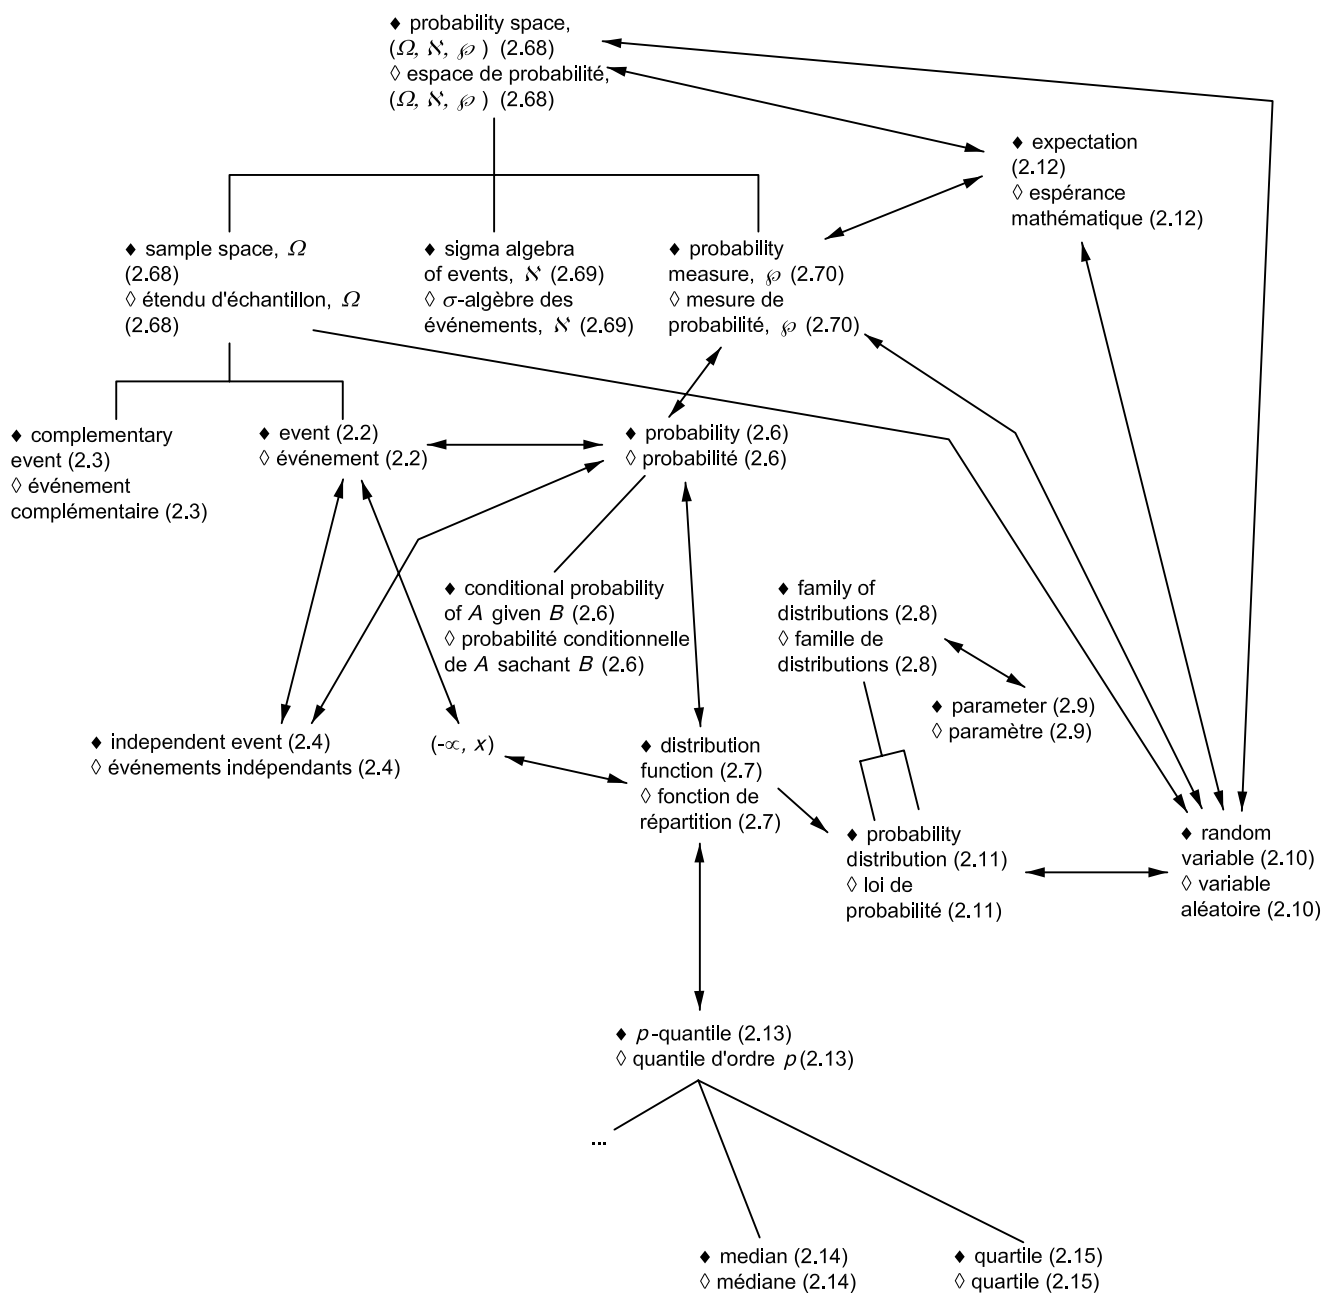 ♦ probability space,
(Ω, ℵ, ℘ ) (2.68)
◊ espace de probabilité,
(Ω, ℵ, ℘ ) (2.68)
♦ expectation
(2.12)
◊ espérance
mathématique (2.12)
♦ sample space, Ω
(2.68)
◊ étendu d'échantillon, Ω
(2.68)
♦ sigma algebra
of events, ℵ (2.69)
◊ σ-algèbre des
événements, ℵ (2.69)
♦ probability
measure, ℘ (2.70)
◊ mesure de
probabilité, ℘ (2.70)
♦ complementary
event (2.3)
◊ événement
complémentaire (2.3)
♦ event (2.2)
◊ événement (2.2)
♦ probability (2.6)
◊ probabilité (2.6)
♦ conditional probability
of A given B (2.6)
◊ probabilité conditionnelle
de A sachant B (2.6)
♦ family of
distributions (2.8)
◊ famille de
distributions (2.8)
♦ parameter (2.9)
◊ paramètre (2.9)
♦ independent event (2.4)
◊ événements indépendants (2.4)
(-∝, x)
♦ distribution
function (2.7)
◊ fonction de
répartition (2.7)
♦ probability
distribution (2.11)
◊ loi de
probabilité (2.11)
♦ random
variable (2.10)
◊ variable
aléatoire (2.10)
♦ p-quantile (2.13)
◊ quantile d'ordre p (2.13)
...
♦ median (2.14)
◊ médiane (2.14)
♦ quartile (2.15)
◊ quartile (2.15)